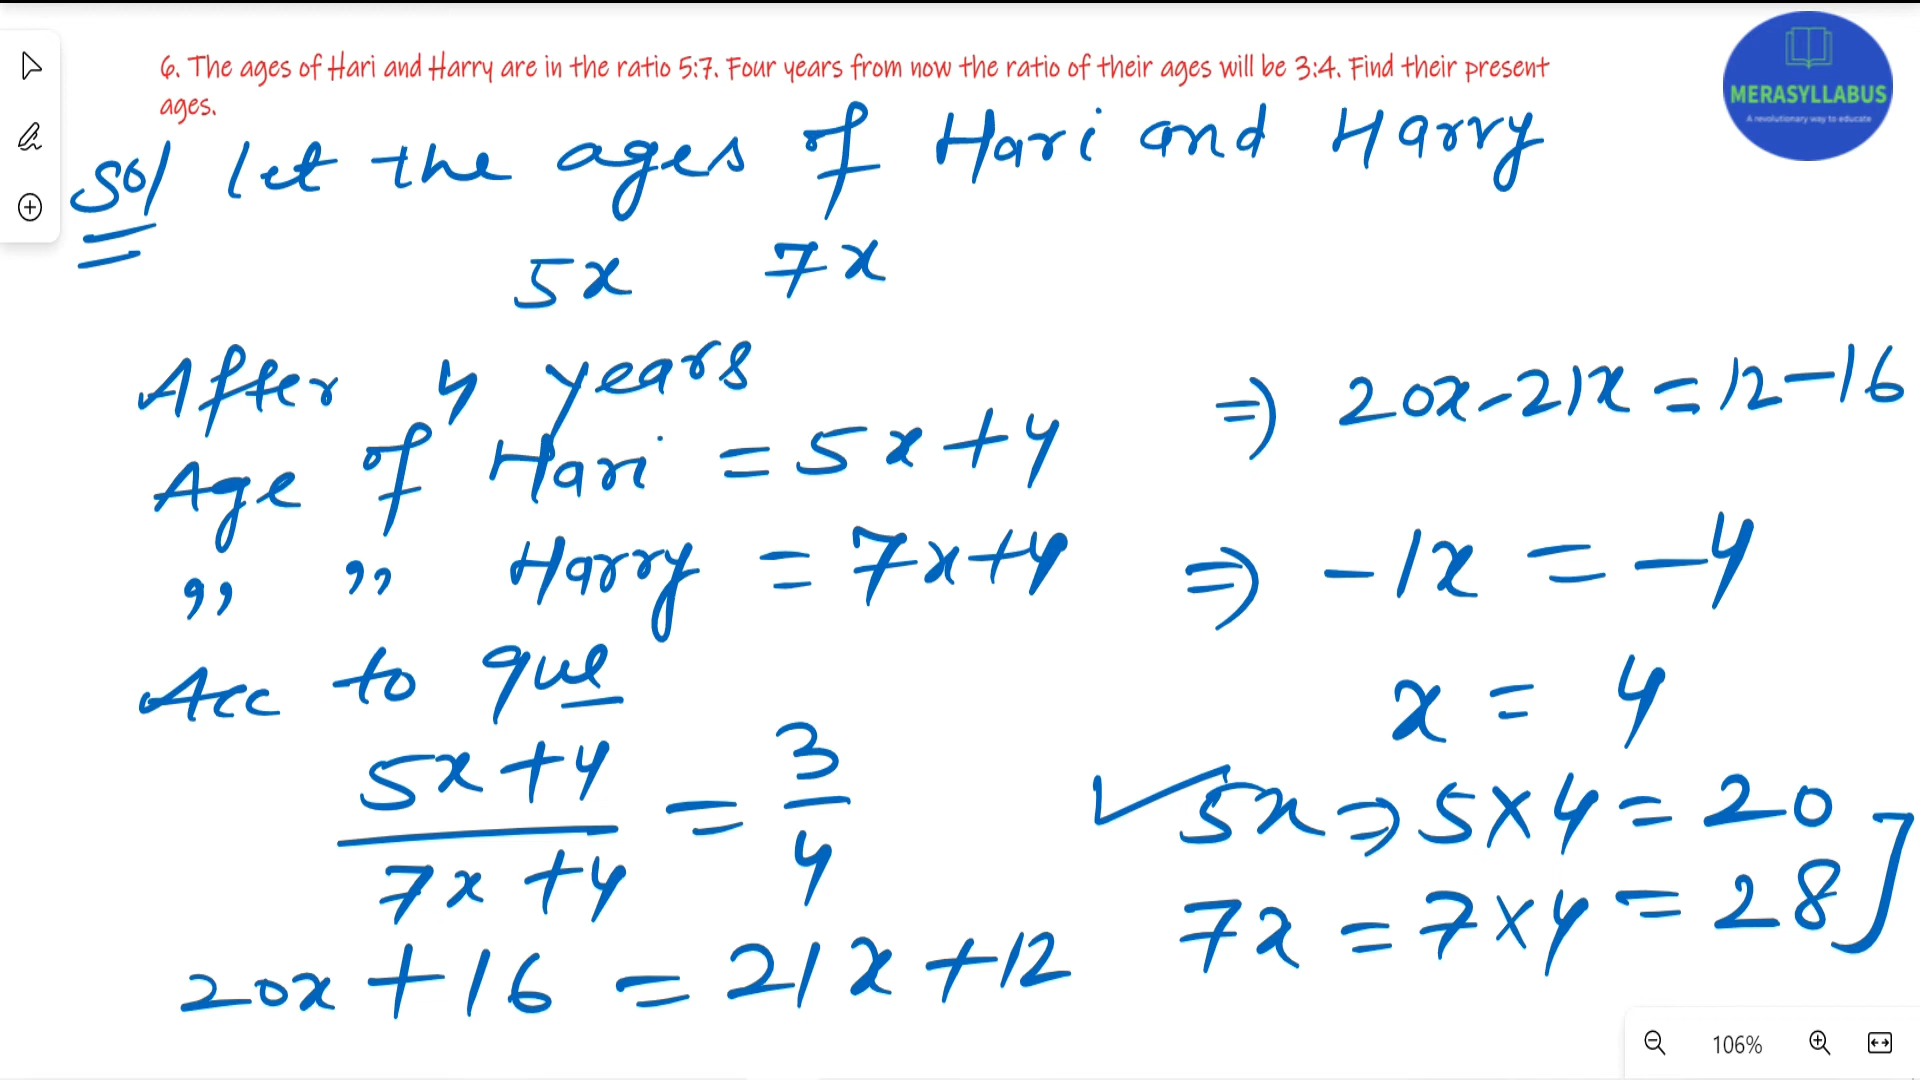 6. The ages of Hari and Harry are in the ratio 5:7. Four years from now the ratio of their ages will be 3:4. Find their present
ages.
MERASYLLABUS
A revolutionary way to educate
Sol let the ages of Hari and Harry
5x 7x
After 4 years
Age of Hari = 5x+4
,, ,, Harry = 7x+4
Acc to que
5x+4
= 3/4
7x+4
20x+16 = 21x+12
⇒ 20x-21x=12-16
⇒ -1x = -4
x = 4
✓5x⇒5×4=20
7x=7×4=28]
106%